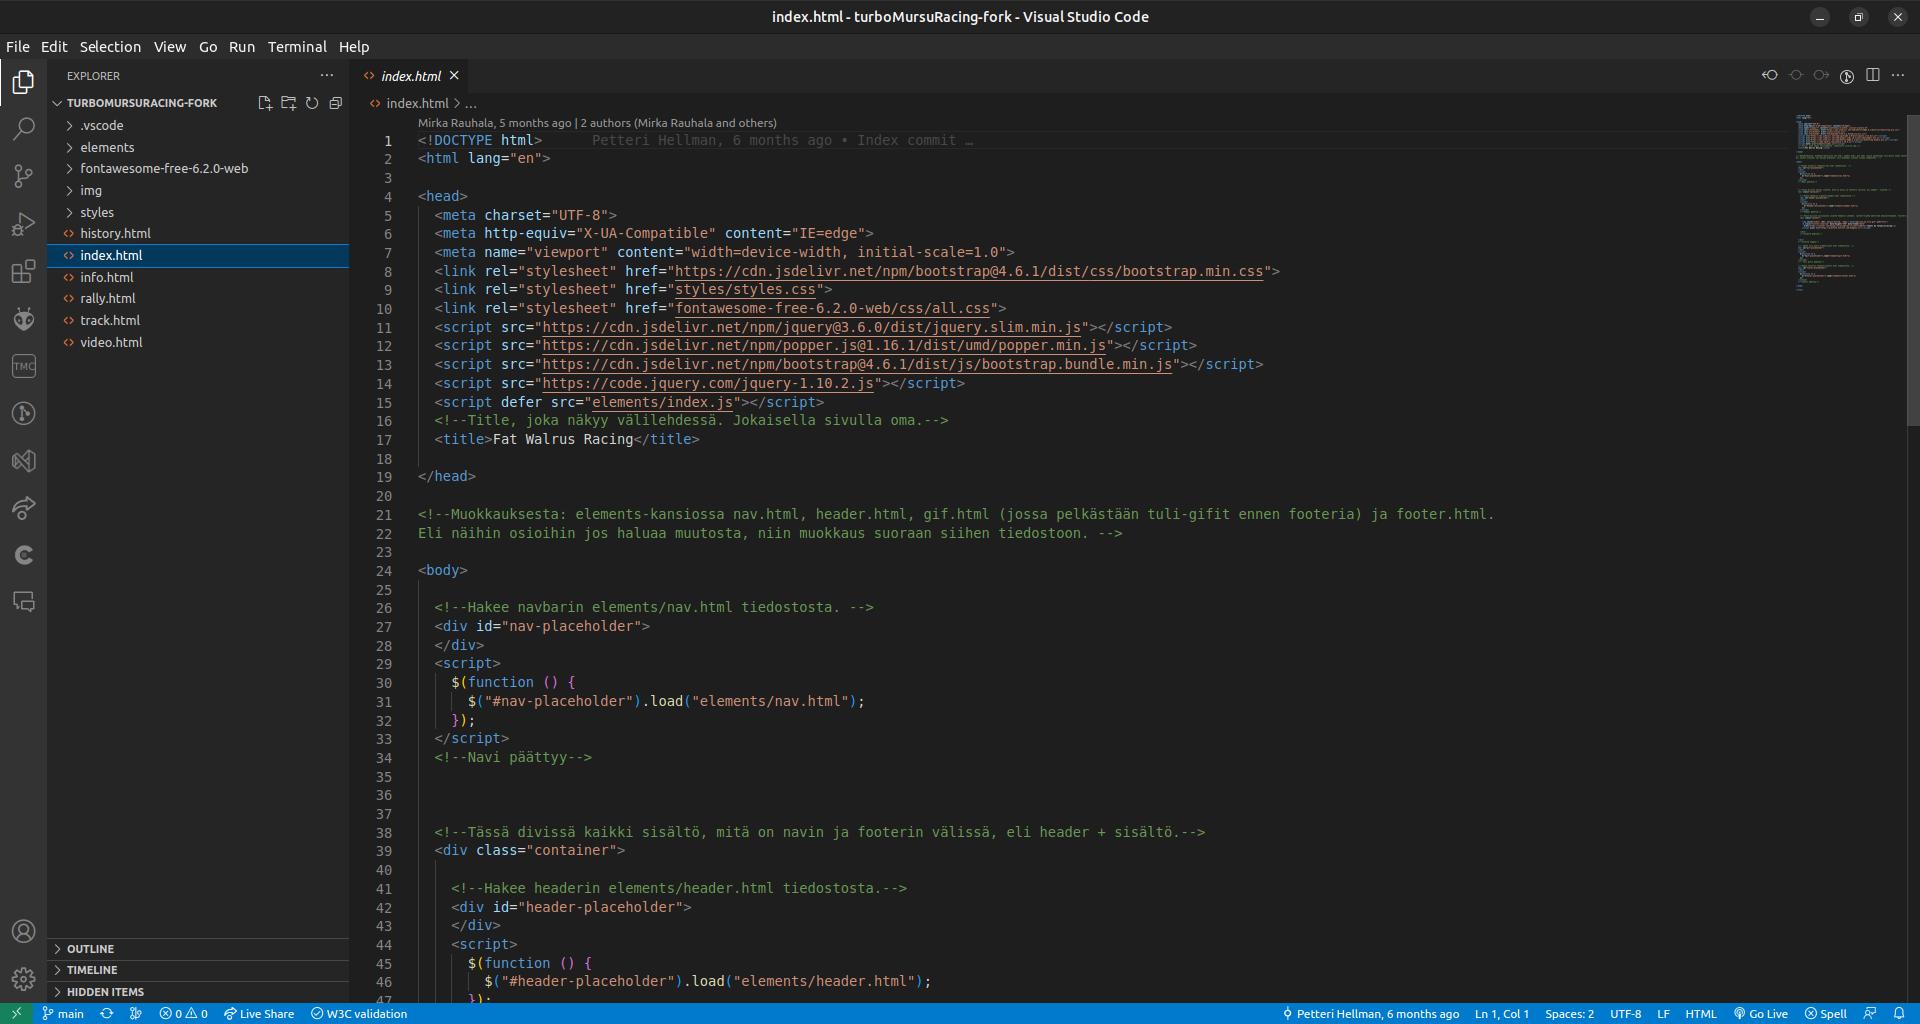 index.html - turboMursuRacing-fork - Visual Studio Code
File Edit Selection View Go Run Terminal Help
EXPLORER
TURBOMURSURACING-FORK
.vscode
elements
fontawesome-free-6.2.0-web
img
styles
history.html
index.html
info.html
rally.html
track.html
video.html
OUTLINE
TIMELINE
HIDDEN ITEMS
TMC
index.html
index.html > ...
Mirka Rauhala, 5 months ago | 2 authors (Mirka Rauhala and others)
1 <!DOCTYPE html> Petteri Hellman, 6 months ago • Index commit …
2 <html lang="en">
3
4 <head>
5 <meta charset="UTF-8">
6 <meta http-equiv="X-UA-Compatible" content="IE=edge">
7 <meta name="viewport" content="width=device-width, initial-scale=1.0">
8 <link rel="stylesheet" href="https://cdn.jsdelivr.net/npm/bootstrap@4.6.1/dist/css/bootstrap.min.css">
9 <link rel="stylesheet" href="styles/styles.css">
10 <link rel="stylesheet" href="fontawesome-free-6.2.0-web/css/all.css">
11 <script src="https://cdn.jsdelivr.net/npm/jquery@3.6.0/dist/jquery.slim.min.js"></script>
12 <script src="https://cdn.jsdelivr.net/npm/popper.js@1.16.1/dist/umd/popper.min.js"></script>
13 <script src="https://cdn.jsdelivr.net/npm/bootstrap@4.6.1/dist/js/bootstrap.bundle.min.js"></script>
14 <script src="https://code.jquery.com/jquery-1.10.2.js"></script>
15 <script defer src="elements/index.js"></script>
16 <!--Title, joka näkyy välilehdessä. Jokaisella sivulla oma.-->
17 <title>Fat Walrus Racing</title>
18
19 </head>
20
21 <!--Muokkauksesta: elements-kansiossa nav.html, header.html, gif.html (jossa pelkästään tuli-gifit ennen footeria) ja footer.html.
22 Eli näihin osioihin jos haluaa muutosta, niin muokkaus suoraan siihen tiedostoon. -->
23
24 <body>
25
26 <!--Hakee navbarin elements/nav.html tiedostosta. -->
27 <div id="nav-placeholder">
28 </div>
29 <script>
30 $(function () {
31 $("#nav-placeholder").load("elements/nav.html");
32 });
33 </script>
34 <!--Navi päättyy-->
35
36
37
38 <!--Tässä divissä kaikki sisältö, mitä on navin ja footerin välissä, eli header + sisältö.-->
39 <div class="container">
40
41 <!--Hakee headerin elements/header.html tiedostosta.-->
42 <div id="header-placeholder">
43 </div>
44 <script>
45 $(function () {
46 $("#header-placeholder").load("elements/header.html");
47 });
main 0 0 Live Share W3C validation Petteri Hellman, 6 months ago Ln 1, Col 1 Spaces: 2 UTF-8 LF HTML Go Live Spell